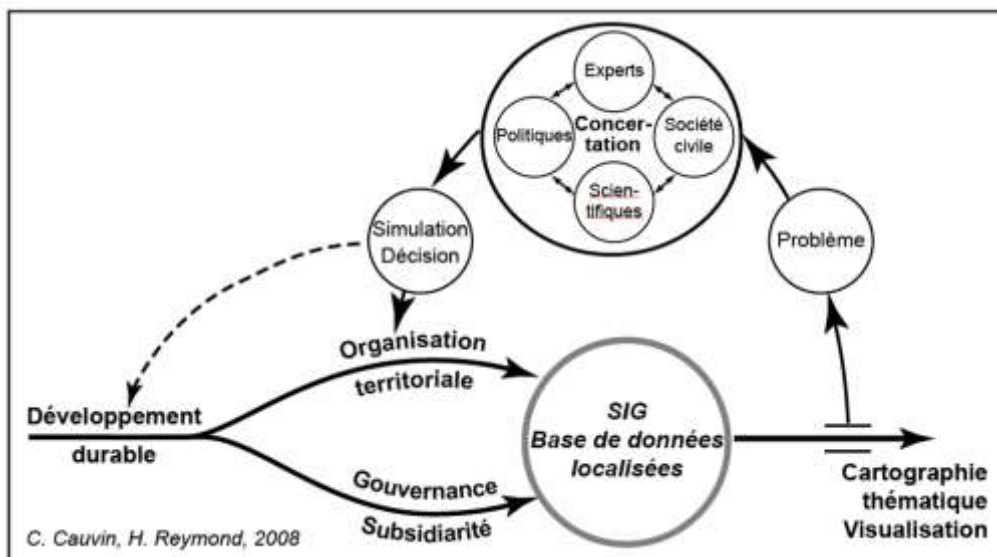 Experts
Politiques
Concer-
tation
Société
civile
Scien-
tifiques
Simulation
Décision
Problème
Organisation
territoriale
Développement
durable
SIG
Base de données
localisées
Gouvernance
Subsidiarité
Cartographie
thématique
Visualisation
C. Cauvin, H. Reymond, 2008